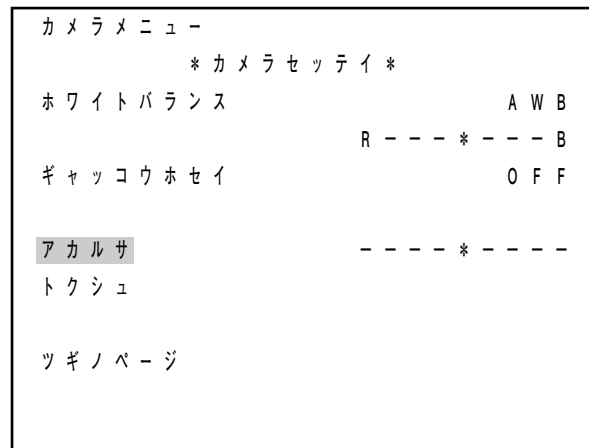 カメラメニュー
*カメラセッテイ*
ホワイトバランス AWB
R---*---B
ギャッコウホセイ OFF
アカルサ ----*----
トクシュ
ツギノページ